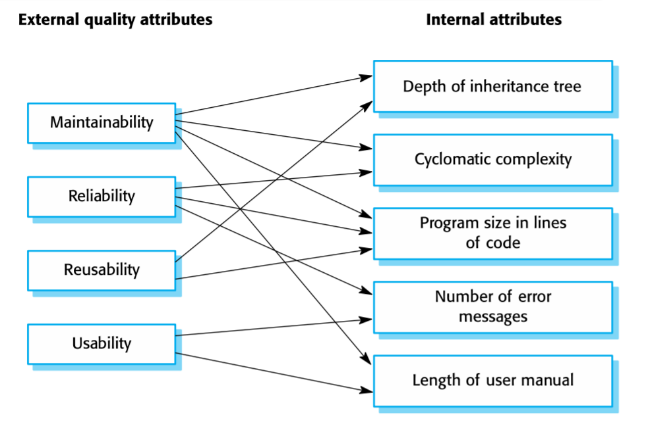 External quality attributes
Internal attributes
Maintainability
Reliability
Reusability
Usability
Depth of inheritance tree
Cyclomatic complexity
Program size in lines
of code
Number of error
messages
Length of user manual